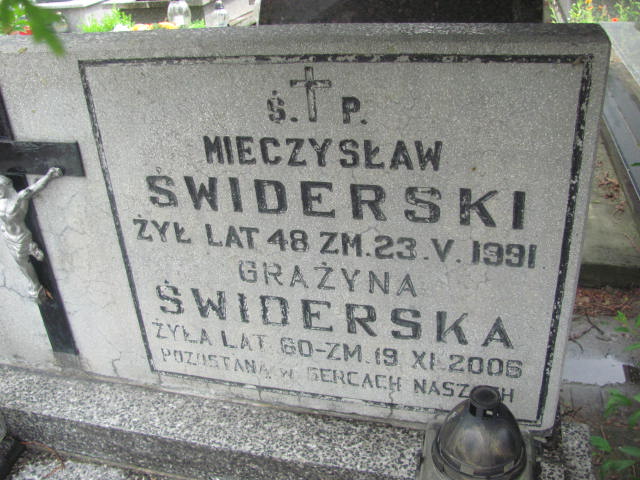 Ś. P.
MIECZYSŁAW
ŚWIDERSKI
ŻYŁ LAT 48 ZM. 23. V. 1991
GRAŻYNA
ŚWIDERSKA
ŻYŁA LAT 60-ZM. 19 XI. 2006
POZOSTANĄ W SERCACH NASZYCH